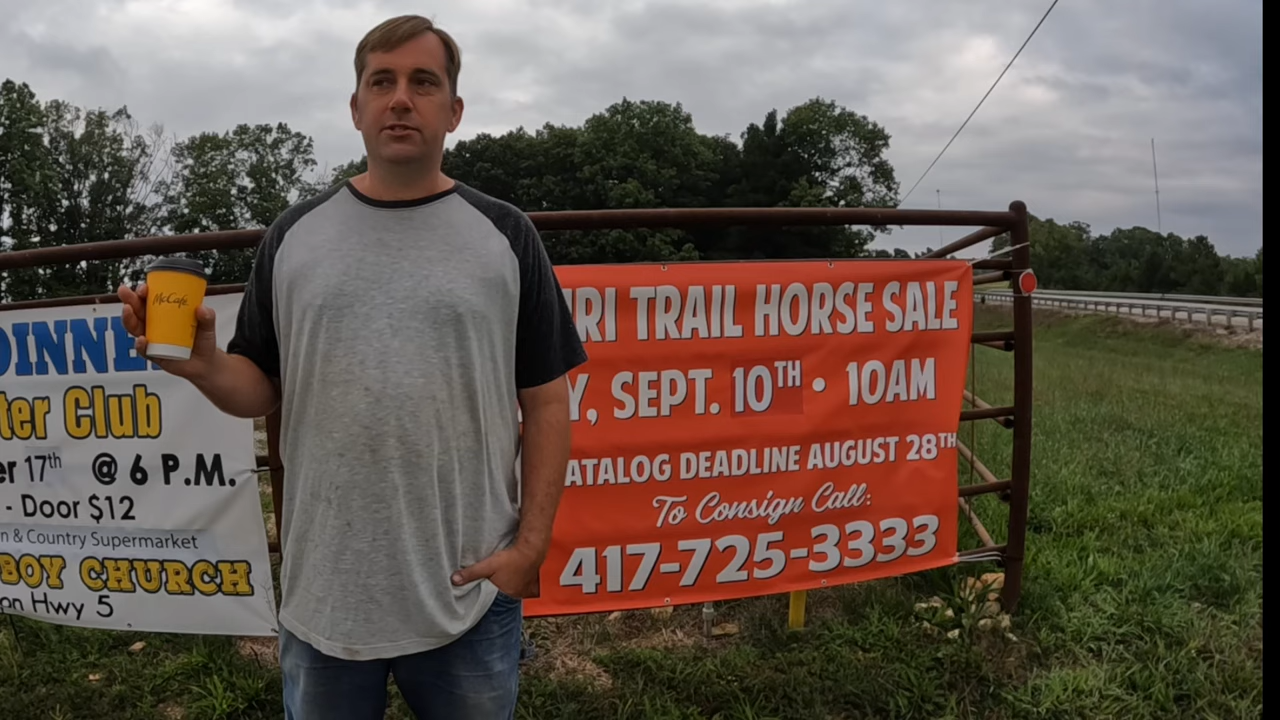 McCafé
DINNE
ter Club
er 17th @ 6 P.M.
- Door $12
n & Country Supermarket
BOY CHURCH
on Hwy 5
RI TRAIL HORSE SALE
Y, SEPT. 10TH • 10AM
ATALOG DEADLINE AUGUST 28TH
To Consign Call:
417-725-3333